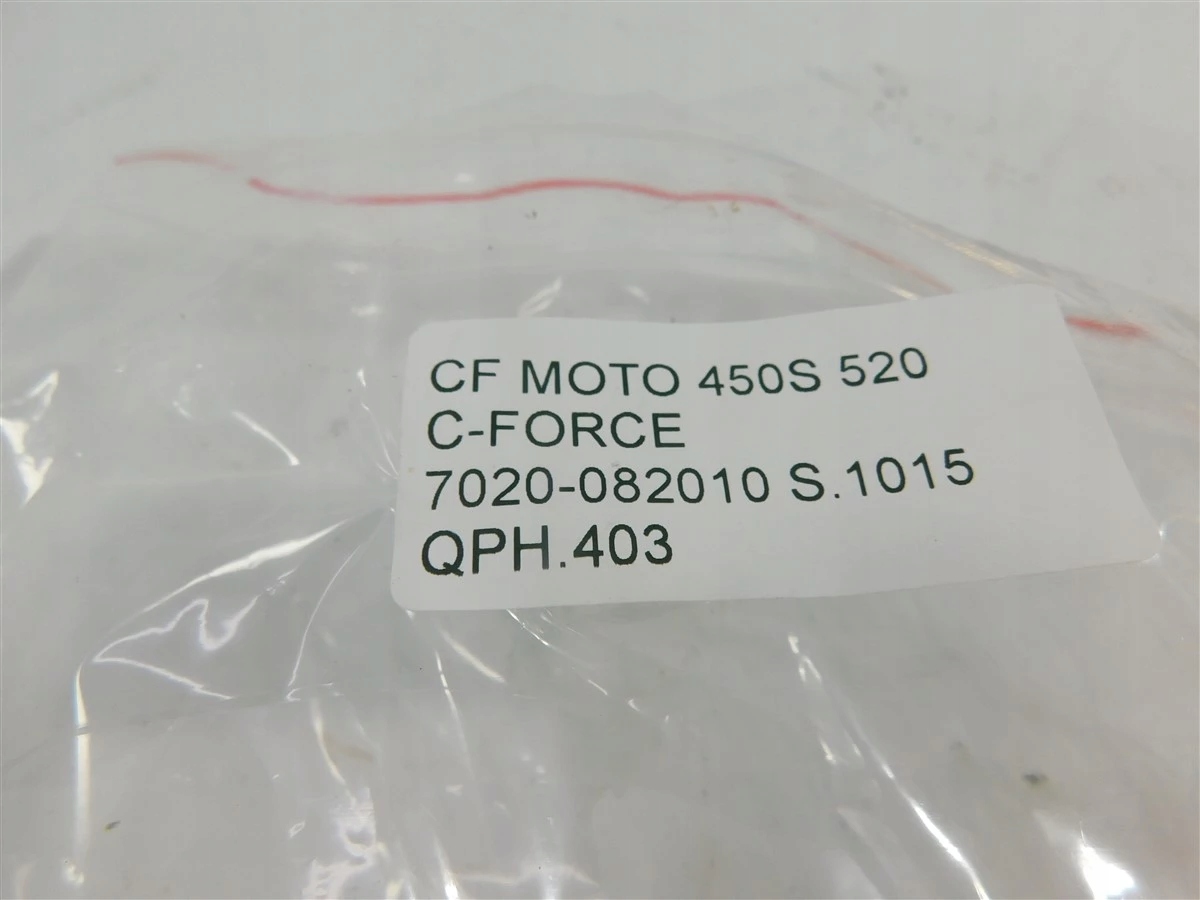 CF MOTO 450S 520
C-FORCE
7020-082010 S.1015
QPH.403